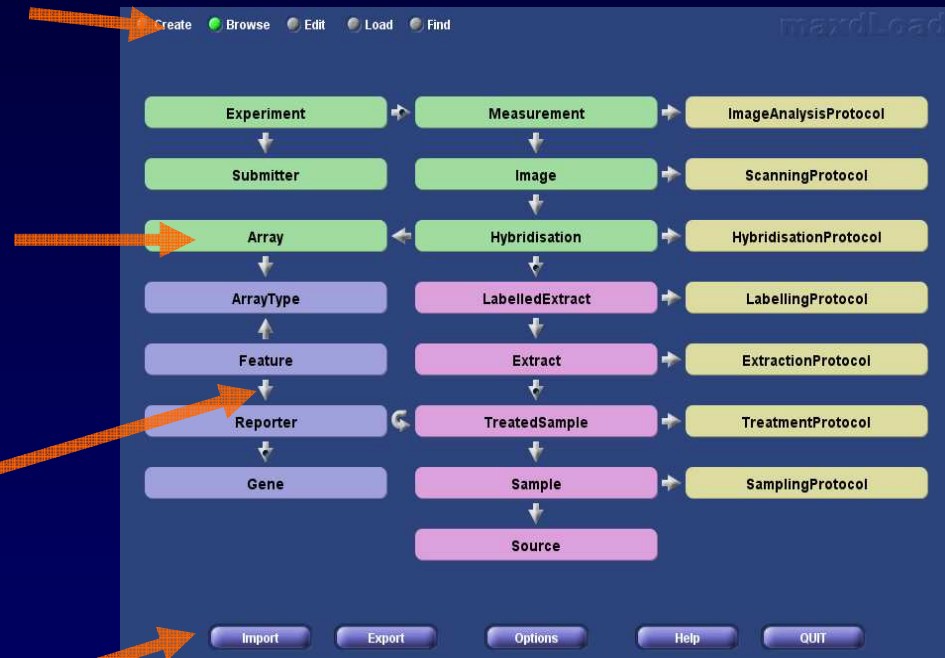 Create Browse Edit Load Find
maxdLoad
Experiment Measurement ImageAnalysisProtocol
Submitter Image ScanningProtocol
Array Hybridisation HybridisationProtocol
ArrayType LabelledExtract LabellingProtocol
Feature Extract ExtractionProtocol
Reporter TreatedSample TreatmentProtocol
Gene Sample SamplingProtocol
Source
Import Export Options Help QUIT